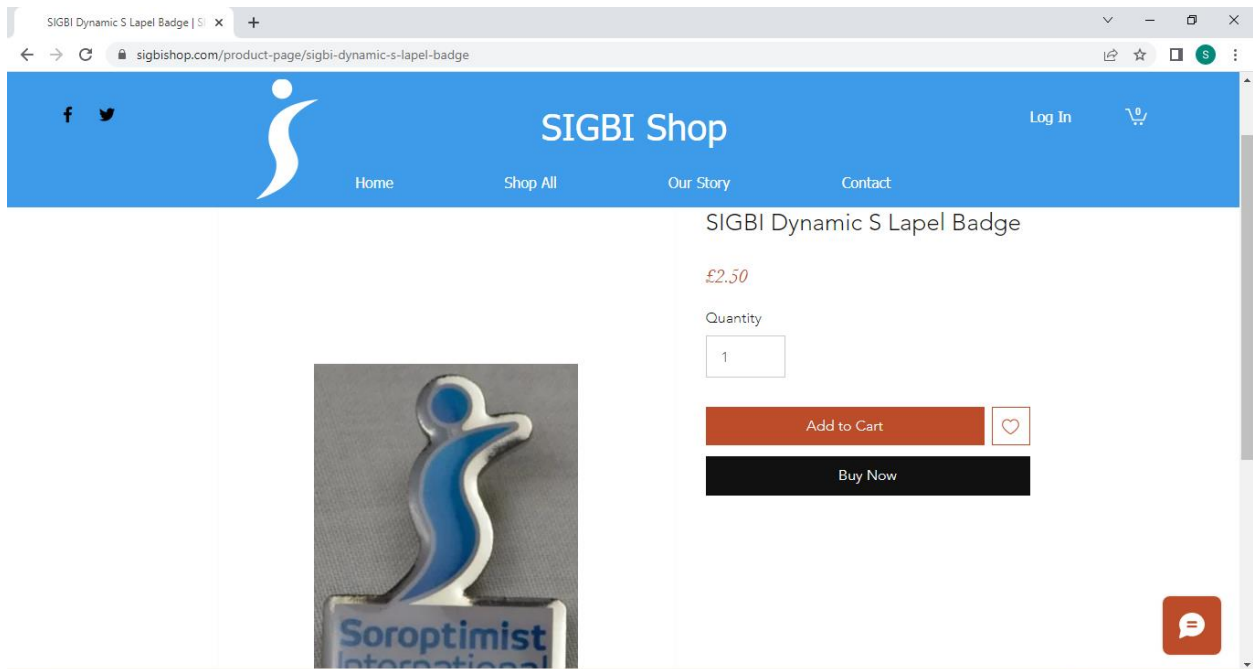 SIGBI Dynamic S Lapel Badge | S
sigbishop.com/product-page/sigbi-dynamic-s-lapel-badge
S
SIGBI Shop
Log In
0
Home
Shop All
Our Story
Contact
SIGBI Dynamic S Lapel Badge
£2.50
Quantity
1
Add to Cart
Buy Now
Soroptimist
International